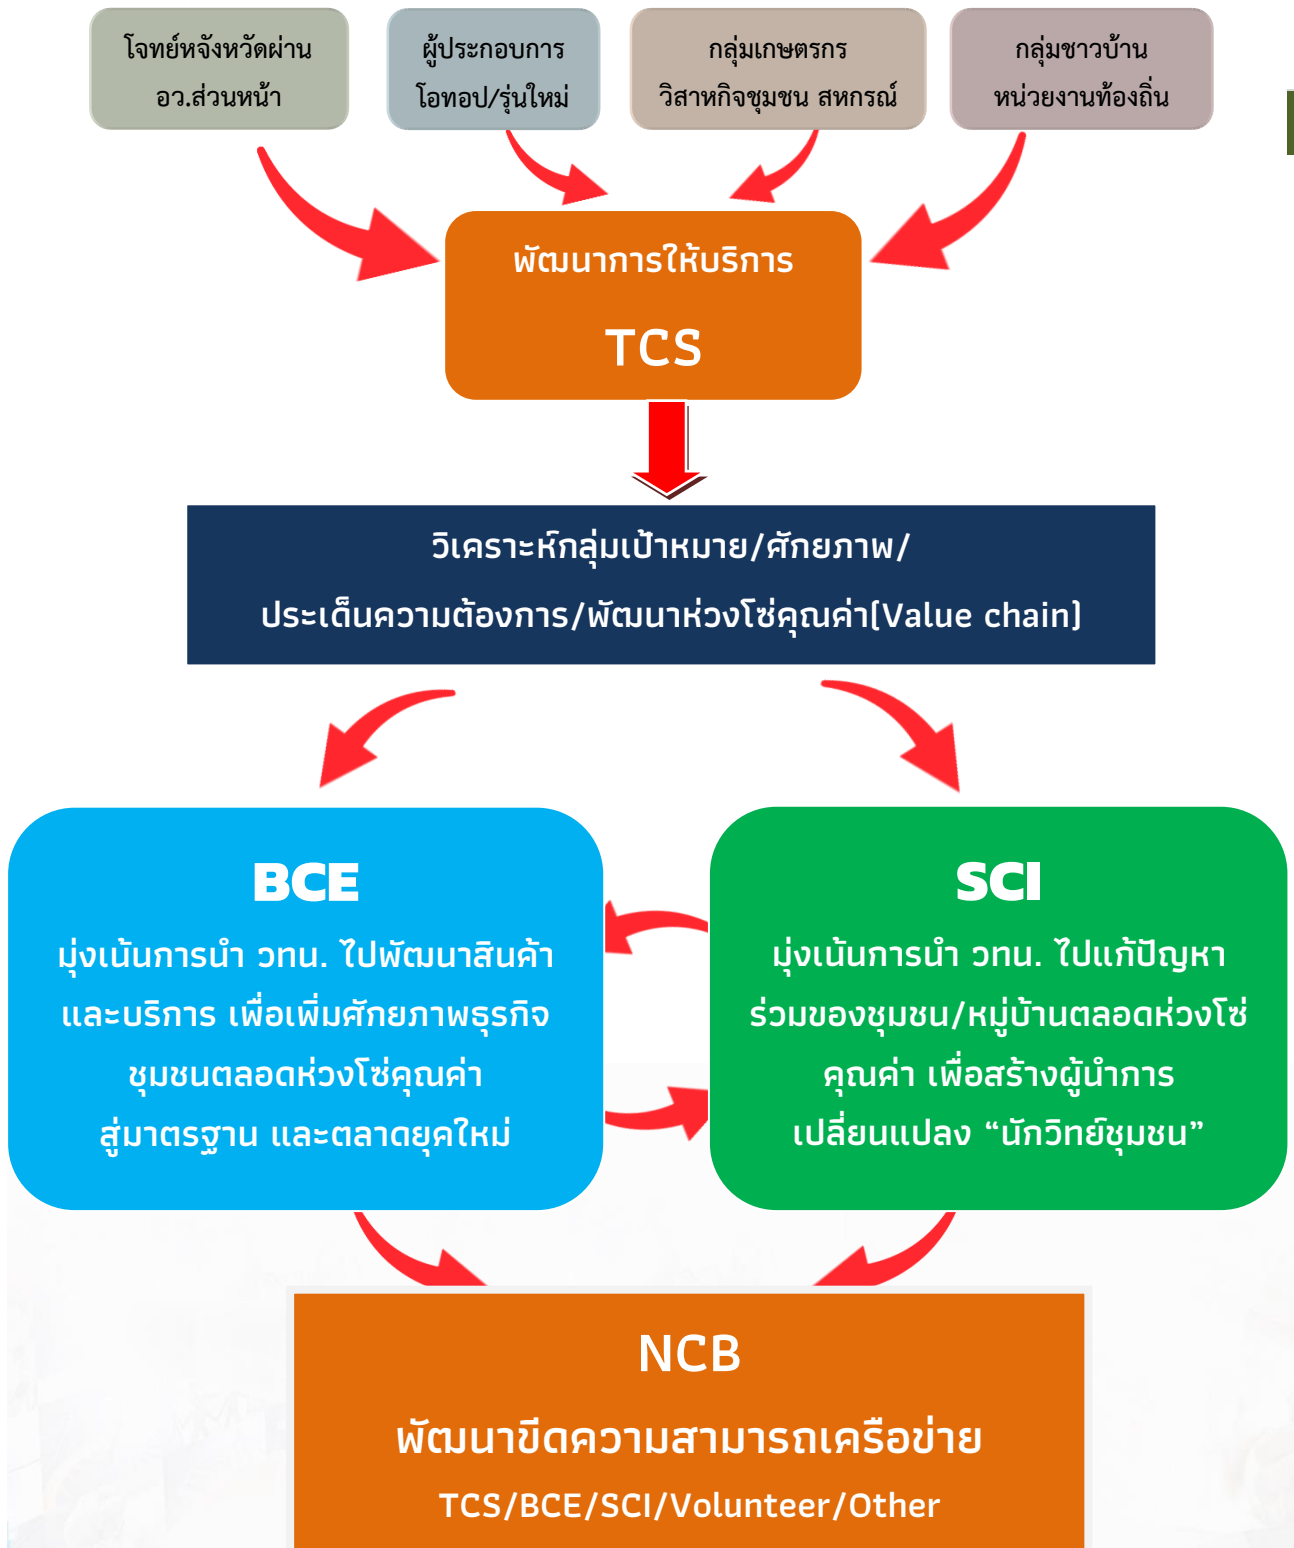 โจทย์หจังหวัดผ่าน
อว.ส่วนหน้า
ผู้ประกอบการ
โอทอป/รุ่นใหม่
กลุ่มเกษตรกร
วิสาหกิจชุมชน สหกรณ์
กลุ่มชาวบ้าน
หน่วยงานท้องถิ่น
พัฒนาการให้บริการ
TCS
วิเคราะห์กลุ่มเป้าหมาย/ศักยภาพ/
ประเด็นความต้องการ/พัฒนาห่วงโซ่คุณค่า(Value chain)
BCE
มุ่งเน้นการนำ วทน. ไปพัฒนาสินค้า
และบริการ เพื่อเพิ่มศักยภาพธุรกิจ
ชุมชนตลอดห่วงโซ่คุณค่า
สู่มาตรฐาน และตลาดยุคใหม่
SCI
มุ่งเน้นการนำ วทน. ไปแก้ปัญหา
ร่วมของชุมชน/หมู่บ้านตลอดห่วงโซ่
คุณค่า เพื่อสร้างผู้นำการ
เปลี่ยนแปลง “นักวิทย์ชุมชน”
NCB
พัฒนาขีดความสามารถเครือข่าย
TCS/BCE/SCI/Volunteer/Other